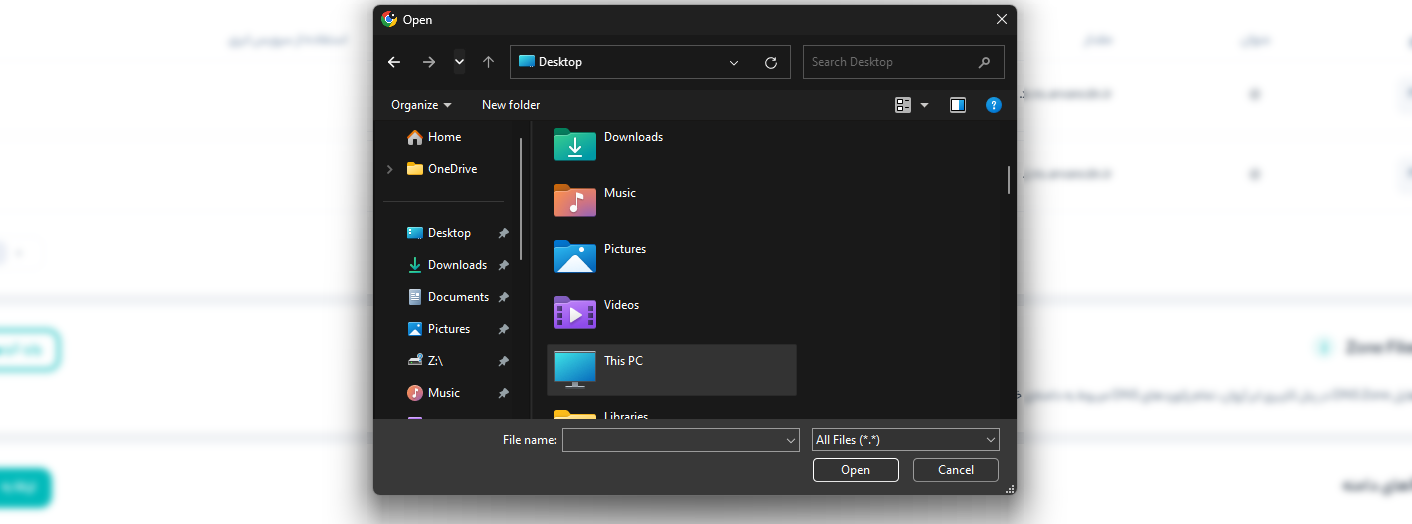 Open
Desktop
Search Desktop
Organize
New folder
Home
OneDrive
Desktop
Downloads
Documents
Pictures
Z:\
Music
Downloads
Music
Pictures
Videos
This PC
Libraries
File name:
All Files (*.*)
Open
Cancel